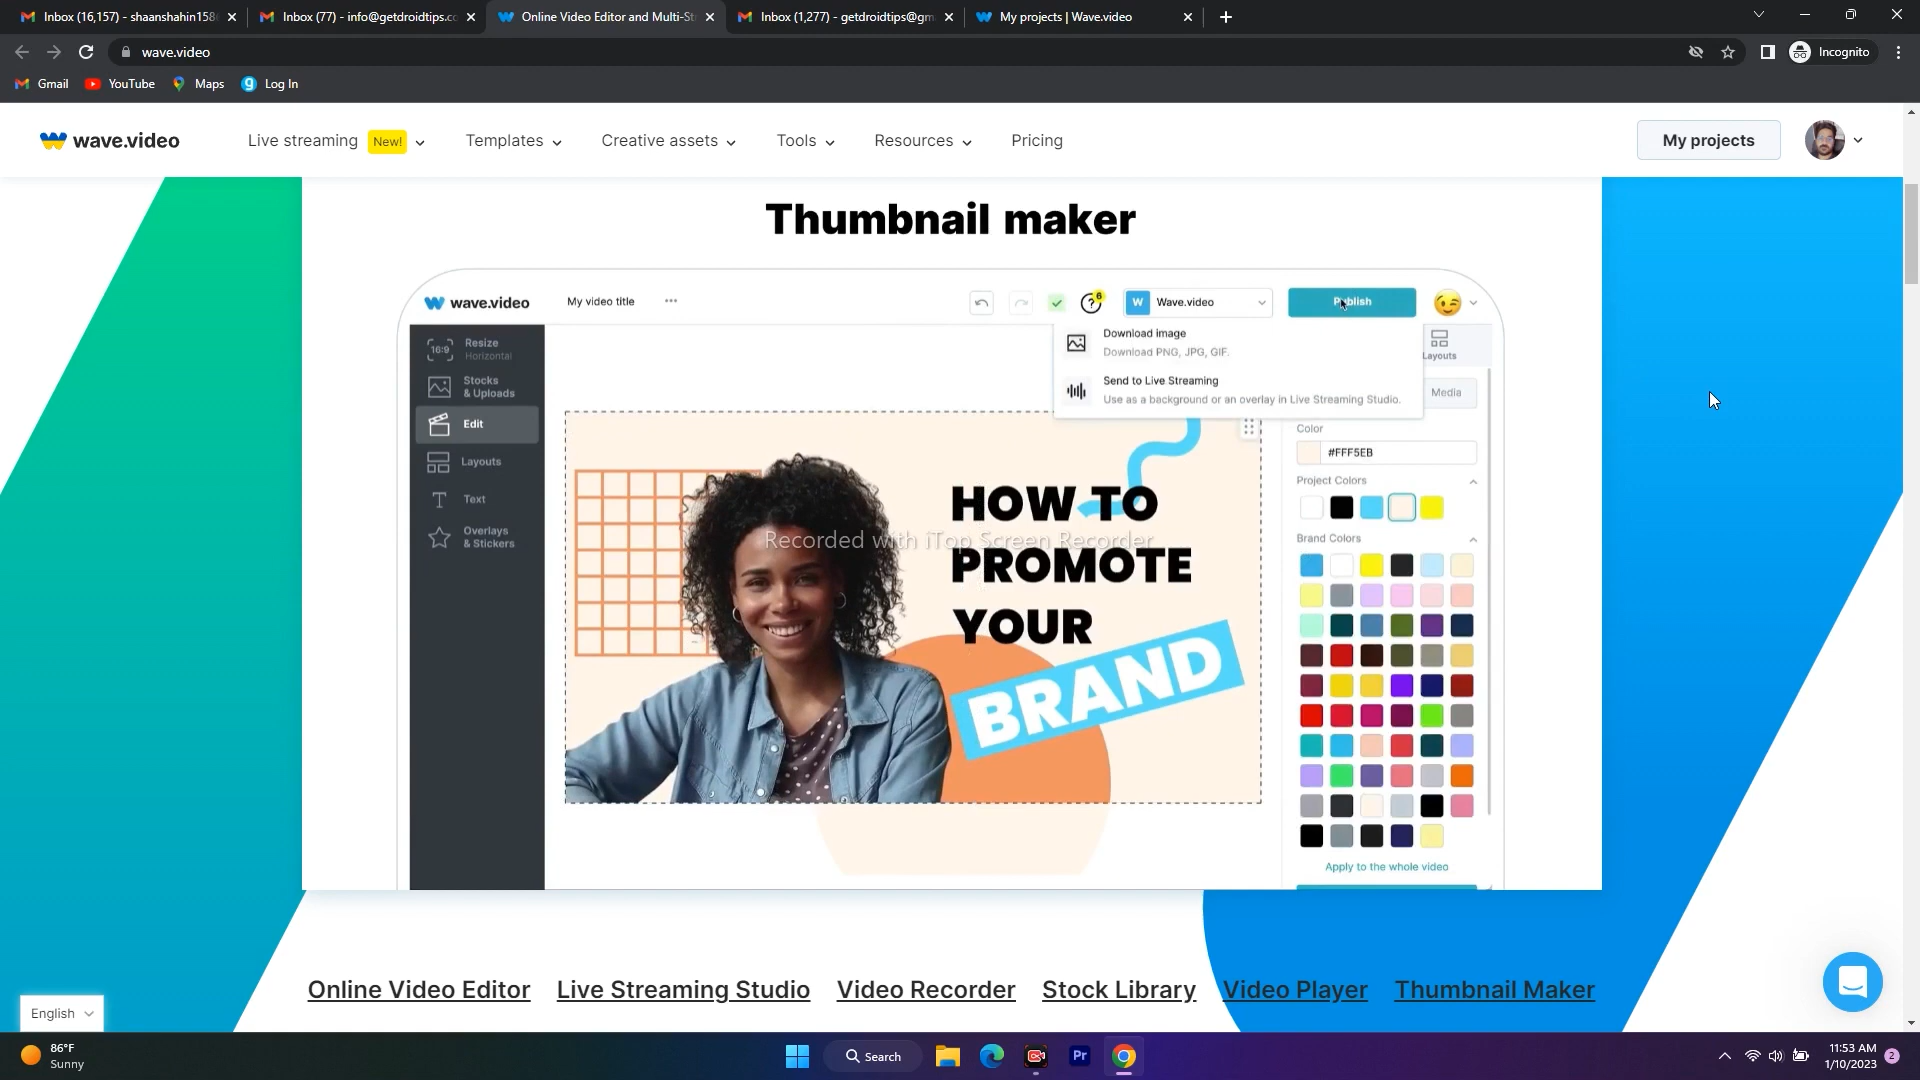 Inbox (16,157) - shaanshahin158
Inbox (77) - info@getdroidtips.co
Online Video Editor and Multi-St
Inbox (1,277) - getdroidtips@gm
My projects | Wave.video
wave.video
Incognito
Gmail
YouTube
Maps
Log In
wave.video
Live streaming New!
Templates
Creative assets
Tools
Resources
Pricing
My projects
Thumbnail maker
wave.video
My video title
6
W Wave.video
Publish
Download image
Download PNG, JPG, GIF.
Send to Live Streaming
Use as a background or an overlay in Live Streaming Studio.
16:9
Resize
Horizontal
Stocks
& Uploads
Edit
Layouts
Text
Overlays
& Stickers
Layouts
Media
Color
#FFF5EB
Project Colors
Brand Colors
Apply to the whole video
HOW TO
PROMOTE
YOUR
BRAND
Recorded with iTop Screen Recorder
Online Video Editor
Live Streaming Studio
Video Recorder
Stock Library
Video Player
Thumbnail Maker
English
86°F
Sunny
Search
Pr
11:53 AM
1/10/2023
2